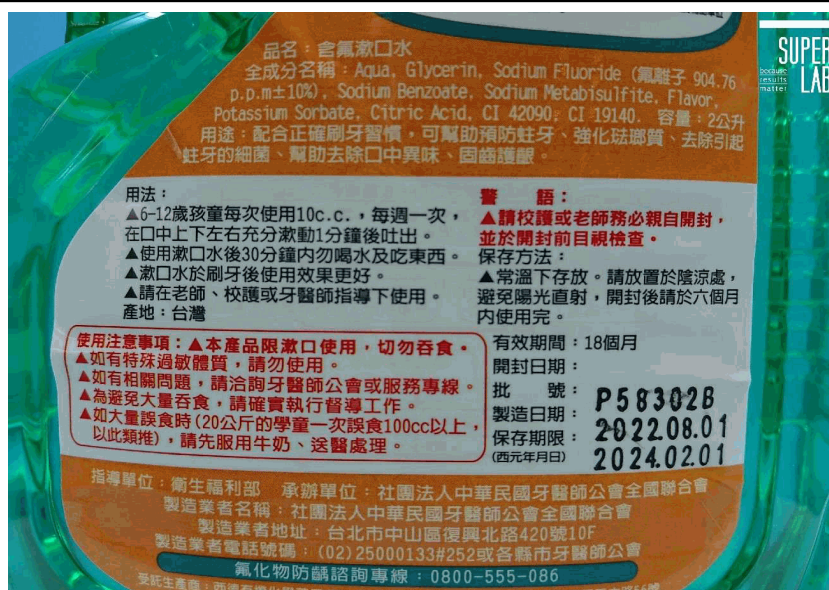 品名：含氟漱口水
全成分名稱：Aqua, Glycerin, Sodium Fluoride (氟離子 904.76
p.p.m±10%), Sodium Benzoate, Sodium Metabisulfite, Flavor,
Potassium Sorbate, Citric Acid, CI 42090, CI 19140. 容量：2公升
用途：配合正確刷牙習慣，可幫助預防蛀牙、強化琺瑯質、去除引起
蛀牙的細菌、幫助去除口中異味、固齒護齦。
SUPER
LAB
because
results
matter
用法：
▲6-12歲孩童每次使用10c.c.，每週一次，
在口中上下左右充分漱動1分鐘後吐出。
▲使用漱口水後30分鐘內勿喝水及吃東西。
▲漱口水於刷牙後使用效果更好。
▲請在老師、校護或牙醫師指導下使用。
產地：台灣
警　語：
▲請校護或老師務必親自開封，
並於開封前目視檢查。
保存方法：
▲常溫下存放。請放置於陰涼處，
避免陽光直射，開封後請於六個月
內使用完。
有效期間：18個月
開封日期：
批　號：P58302B
製造日期：2022.08.01
保存期限：2024.02.01
(西元年月日)
使用注意事項：▲本產品限漱口使用，切勿吞食。
▲如有特殊過敏體質，請勿使用。
▲如有相關問題，請洽詢牙醫師公會或服務專線。
▲為避免大量吞食，請確實執行督導工作。
▲如大量誤食時(20公斤的學童一次誤食100cc以上，
以此類推)，請先服用牛奶、送醫處理。
指導單位：衛生福利部　承辦單位：社團法人中華民國牙醫師公會全國聯合會
製造業者名稱：社團法人中華民國牙醫師公會全國聯合會
製造業者地址：台北市中山區復興北路420號10F
製造業者電話號碼：(02)25000133#252或各縣市牙醫師公會
氟化物防齲諮詢專線：0800-555-086